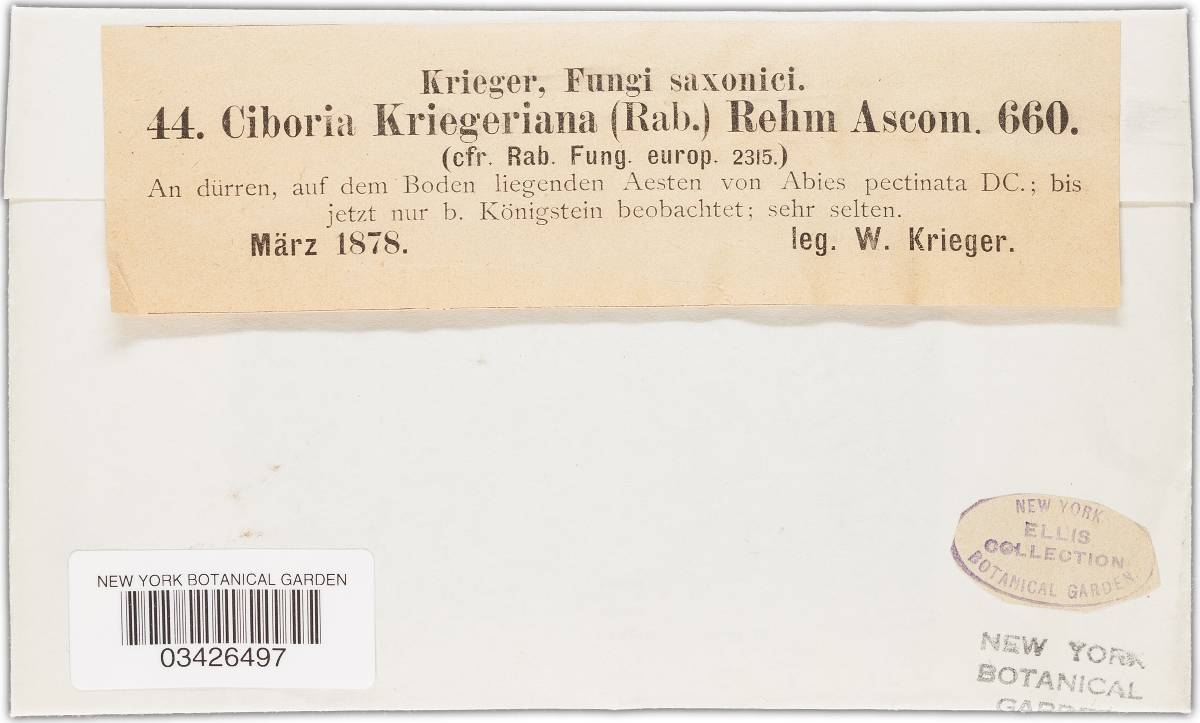 Krieger, Fungi saxonici.
44. Ciboria Kriegeriana (Rab.) Rehm Ascom. 660.
(cfr. Rab. Fung. europ. 2315.)
An dürren, auf dem Boden liegenden Aesten von Abies pectinata DC.; bis
jetzt nur b. Königstein beobachtet; sehr selten.
März 1878. leg. W. Krieger.
NEW YORK
ELLIS
COLLECTION
BOTANICAL GARDEN
NEW YORK BOTANICAL GARDEN
03426497
NEW YORK
BOTANICAL
GARDEN